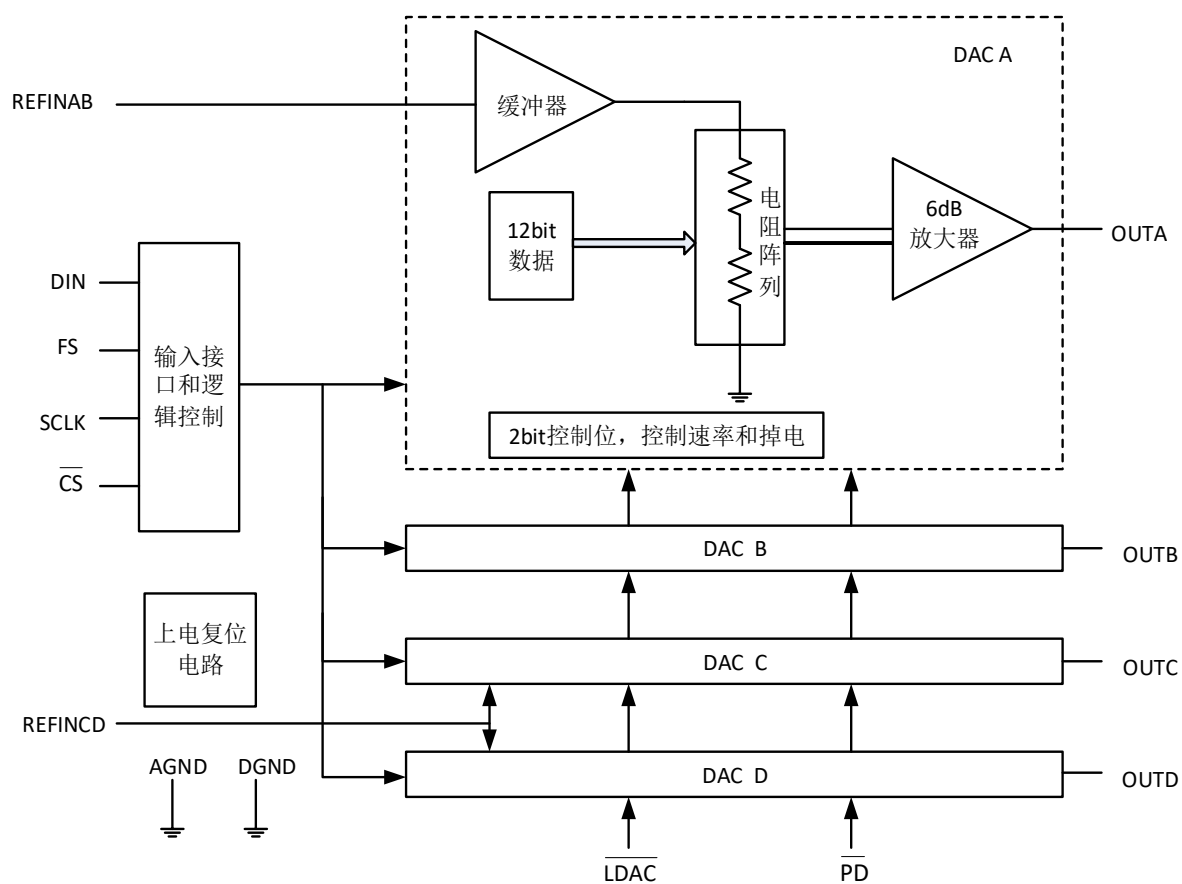 DAC A
REFINAB
缓冲器
电阻阵列
12bit
数据
6dB
放大器
OUTA
DIN
FS
SCLK
CS
输入接
口和逻
辑控制
2bit控制位，控制速率和掉电
DAC B
OUTB
上电复位
电路
DAC C
OUTC
REFINCD
AGND
DGND
DAC D
OUTD
LDAC
PD